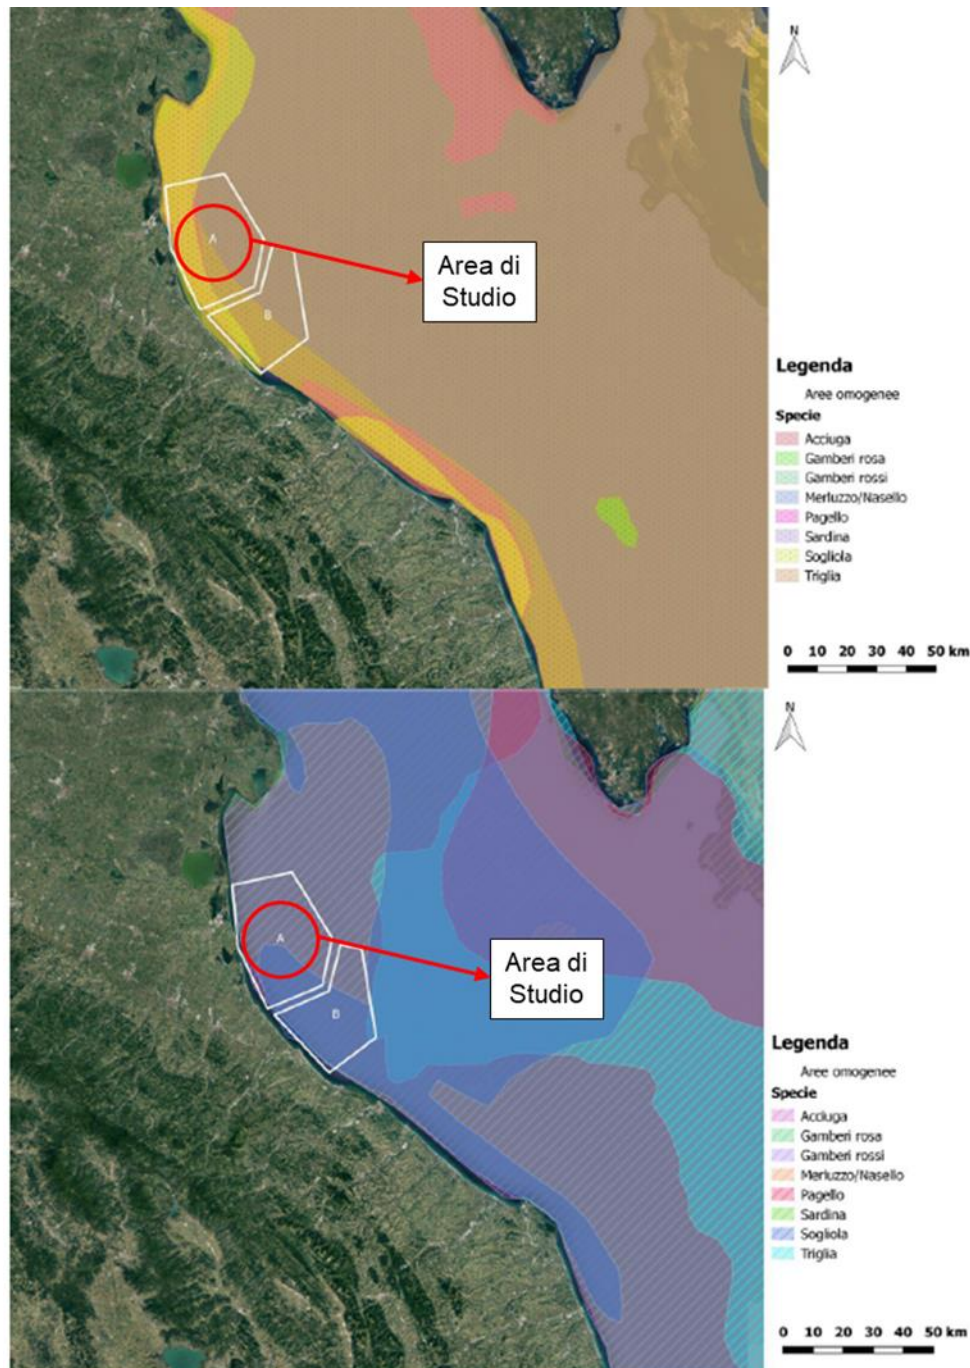 N
A
Area di
Studio
B
Legenda
Aree omogenee
Specie
Acciuga
Gamberi rosa
Gamberi rossi
Merluzzo/Nasello
Pagello
Sardina
Sogliola
Triglia
0 10 20 30 40 50 km
N
A
Area di
Studio
B
Legenda
Aree omogenee
Specie
Acciuga
Gamberi rosa
Gamberi rossi
Merluzzo/Nasello
Pagello
Sardina
Sogliola
Triglia
0 10 20 30 40 50 km